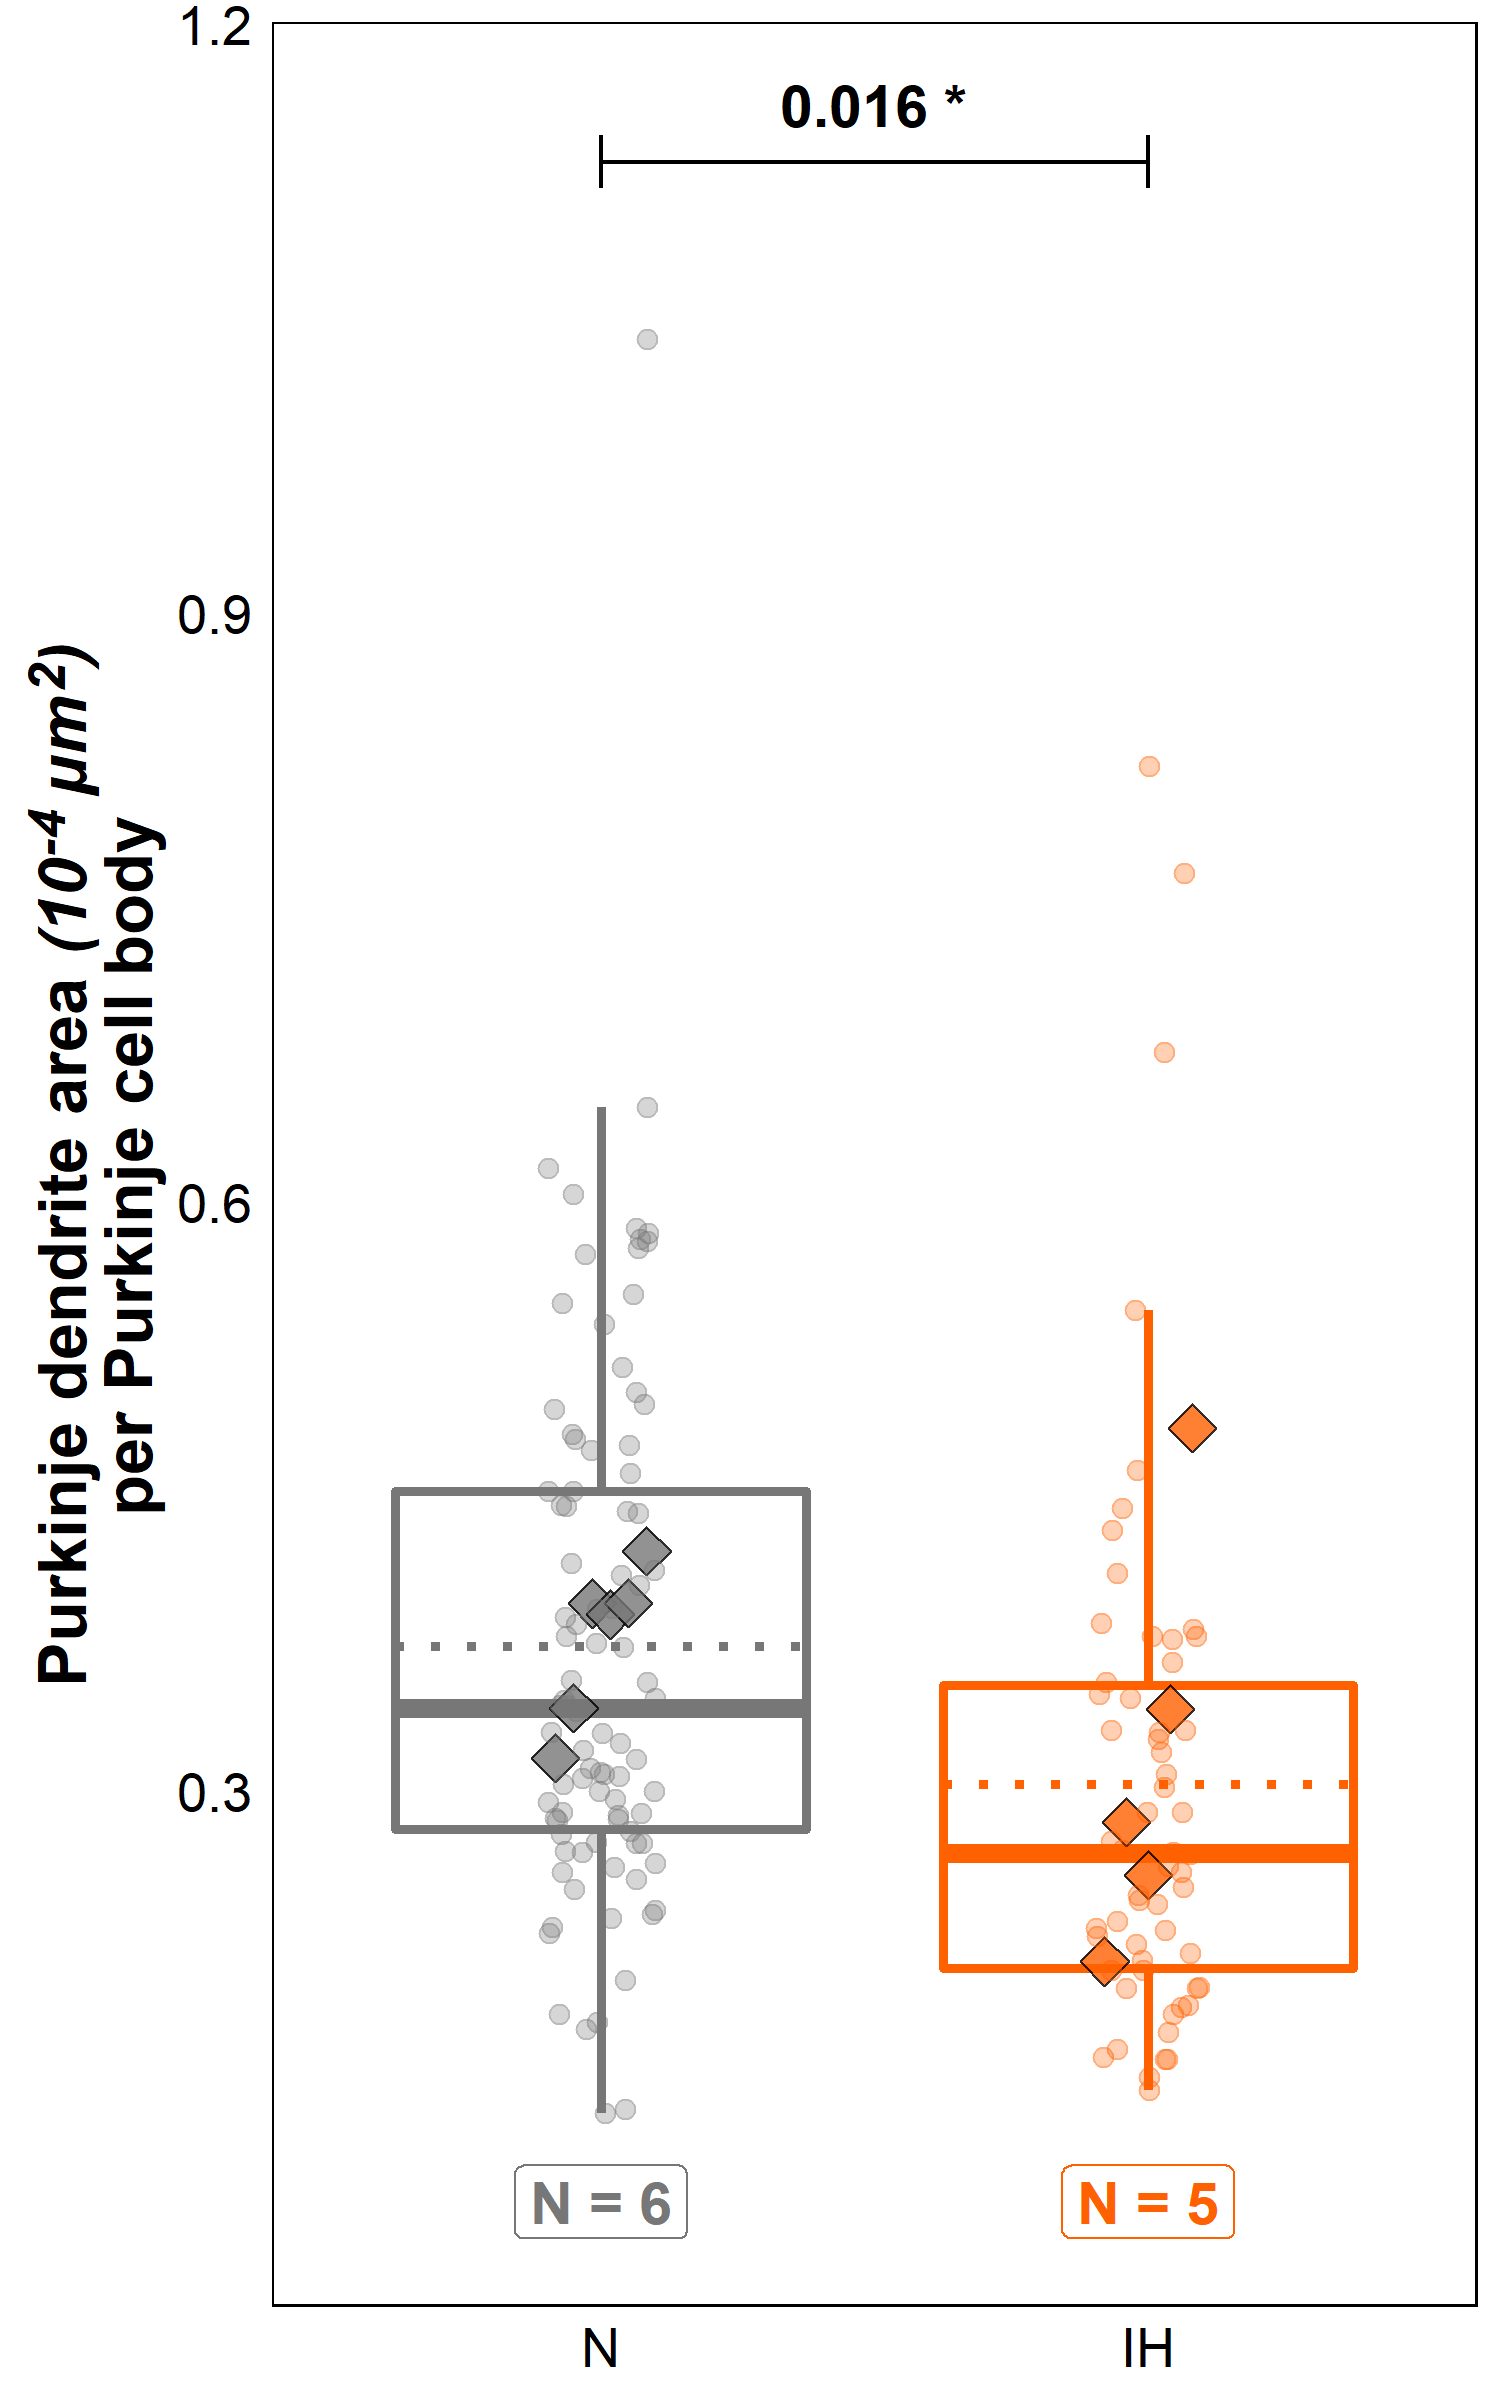 1.2
0.016 *
0.9
0.6
0.3
Purkinje dendrite area (10⁻⁴ µm²)
per Purkinje cell body
N = 6
N = 5
N
IH